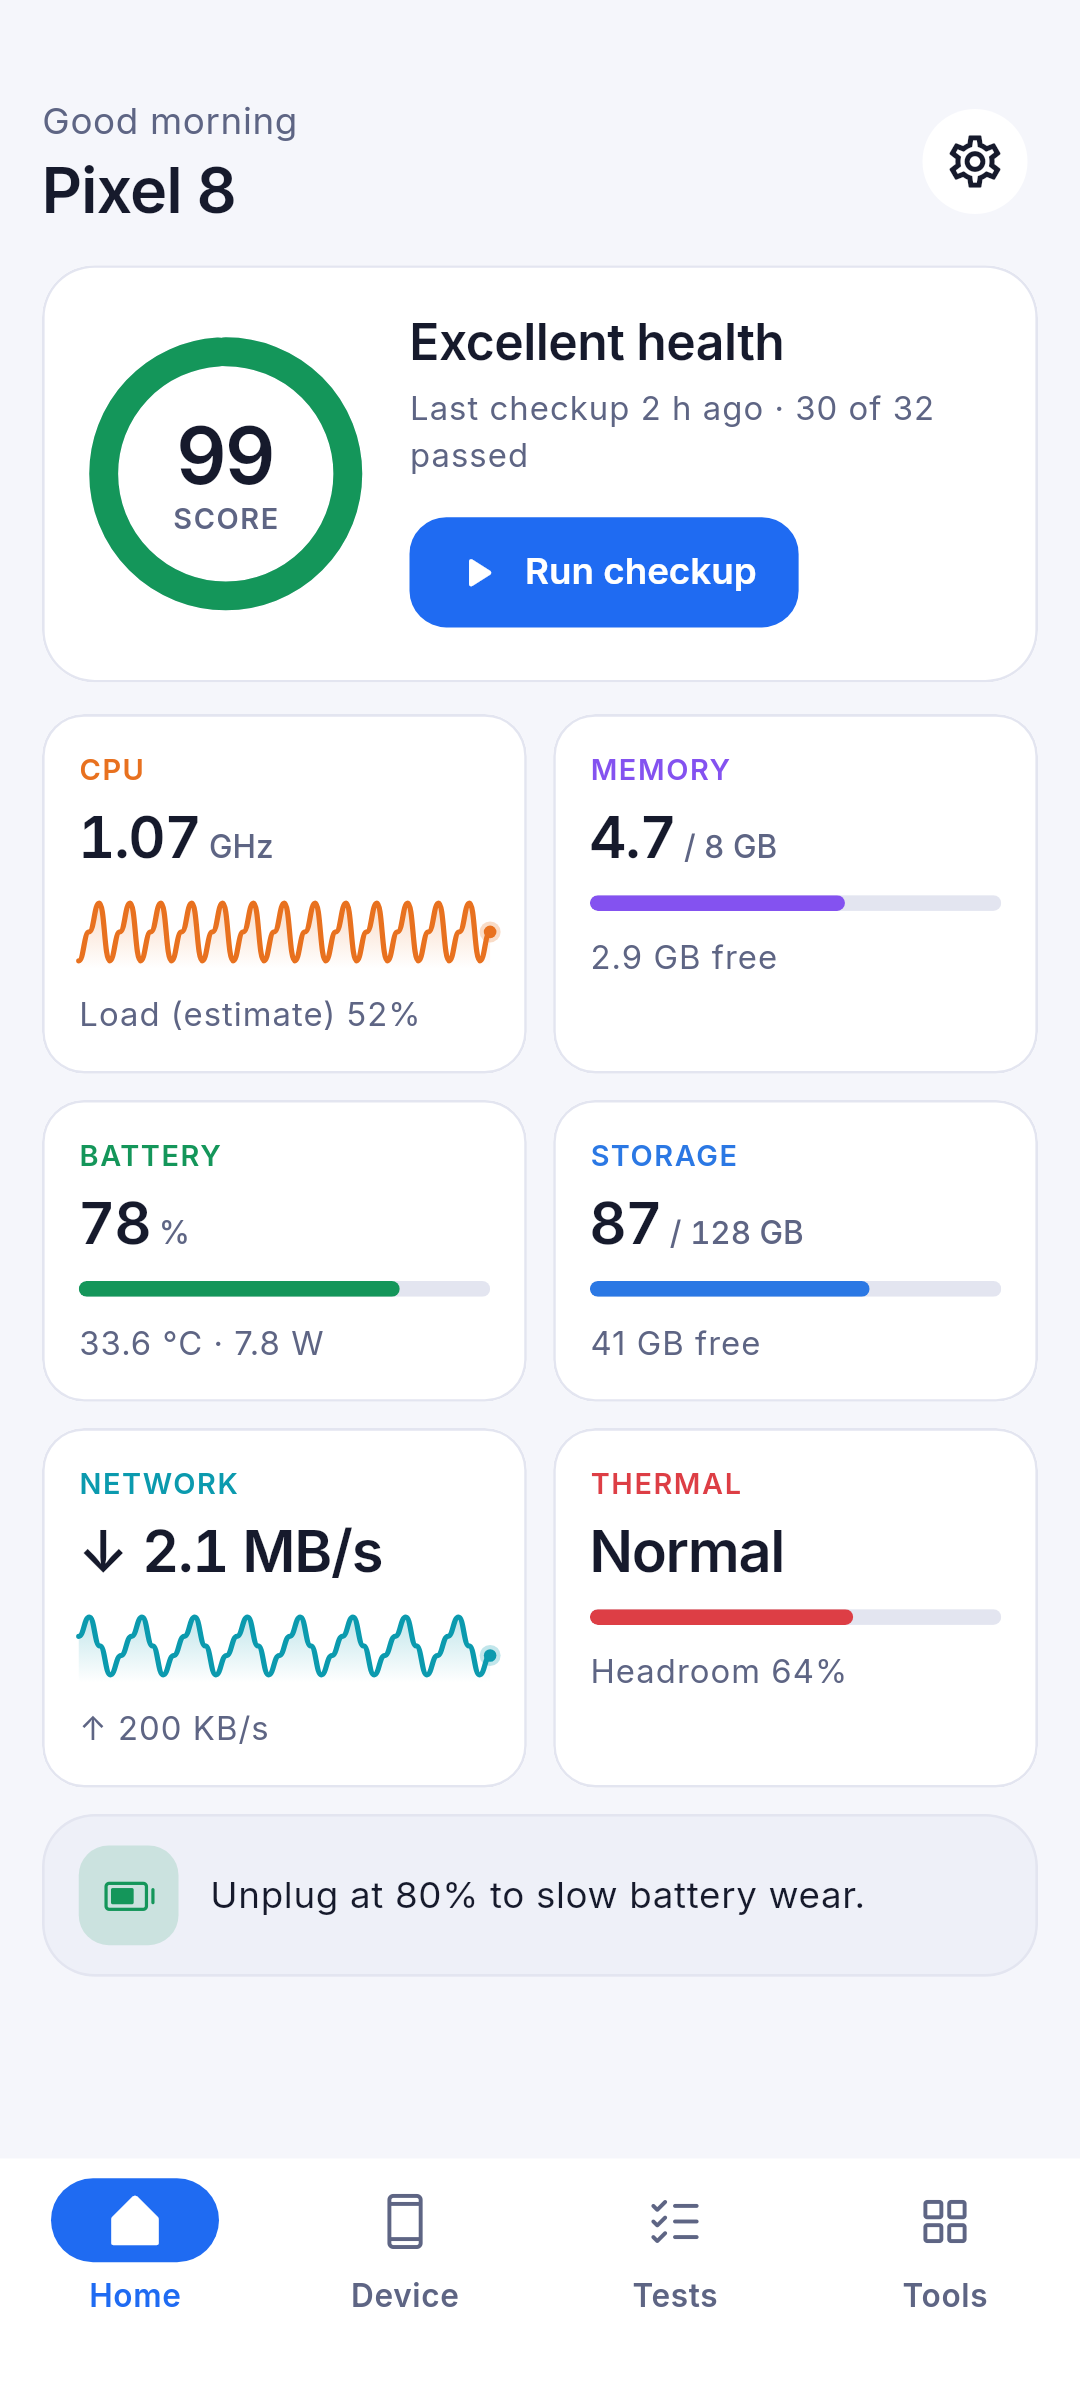 Good morning
Pixel 8
99
SCORE
Excellent health
Last checkup 2 h ago · 30 of 32
passed
Run checkup
CPU
1.07 GHz
Load (estimate) 52%
MEMORY
4.7 / 8 GB
2.9 GB free
BATTERY
78 %
33.6 °C · 7.8 W
STORAGE
87 / 128 GB
41 GB free
NETWORK
↓ 2.1 MB/s
↑ 200 KB/s
THERMAL
Normal
Headroom 64%
Unplug at 80% to slow battery wear.
Home
Device
Tests
Tools